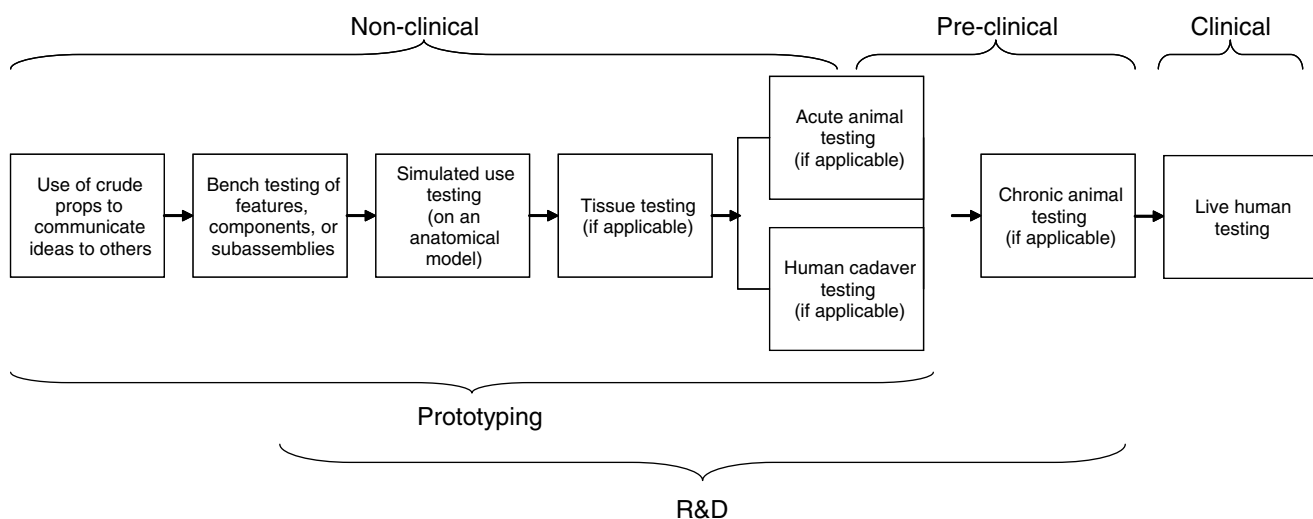 Non-clinical
Pre-clinical
Clinical
Use of crude
props to
communicate
ideas to others
Bench testing of
features,
components, or
subassemblies
Simulated use
testing
(on an
anatomical
model)
Tissue testing
(if applicable)
Acute animal
testing
(if applicable)
Human cadaver
testing
(if applicable)
Chronic animal
testing
(if applicable)
Live human
testing
Prototyping
R&D